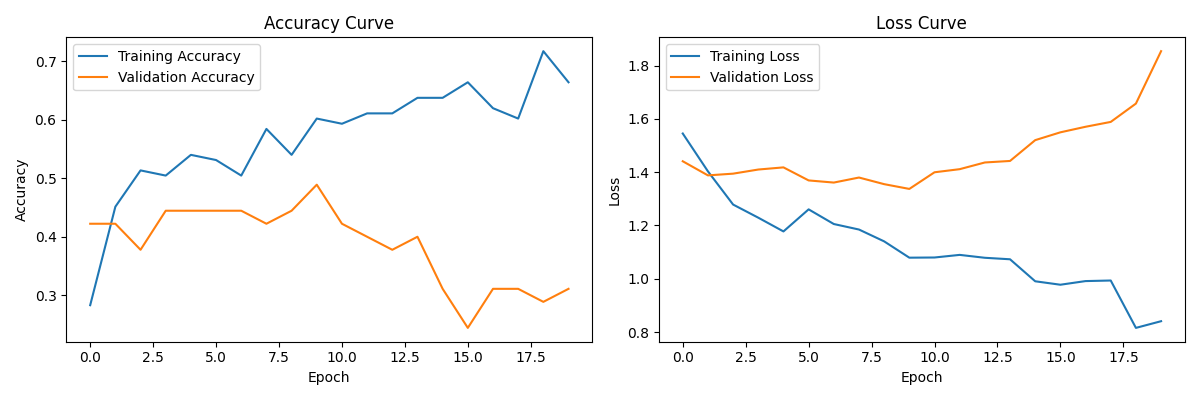 Accuracy Curve
Training Accuracy
Validation Accuracy
Accuracy
0.7
0.6
0.5
0.4
0.3
0.0 2.5 5.0 7.5 10.0 12.5 15.0 17.5
Epoch
Loss Curve
Training Loss
Validation Loss
Loss
1.8
1.6
1.4
1.2
1.0
0.8
0.0 2.5 5.0 7.5 10.0 12.5 15.0 17.5
Epoch